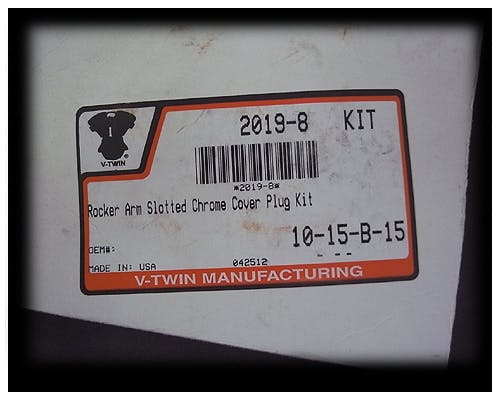 2019-8 KIT
V-TWIN ®
*2019-8*
Rocker Arm Slotted Chrome Cover Plug Kit
10-15-B-15
OEM#:
MADE IN: USA 042512
V-TWIN MANUFACTURING